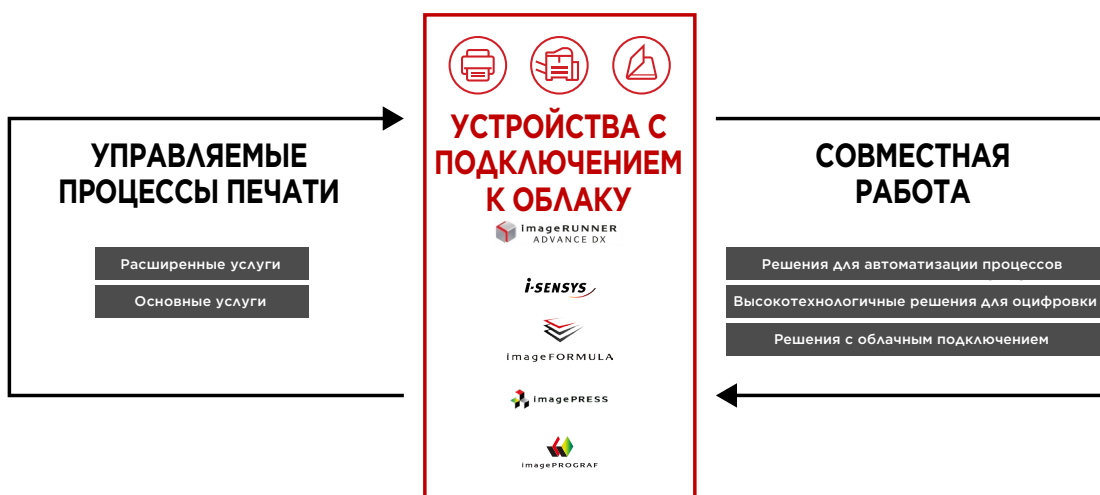 УПРАВЛЯЕМЫЕ
ПРОЦЕССЫ ПЕЧАТИ
Расширенные услуги
Основные услуги
УСТРОЙСТВА С
ПОДКЛЮЧЕНИЕМ
К ОБЛАКУ
imageRUNNER
ADVANCE DX
i-SENSYS
imageFORMULA
imagePRESS
imagePROGRAF
СОВМЕСТНАЯ
РАБОТА
Решения для автоматизации процессов
Высокотехнологичные решения для оцифровки
Решения с облачным подключением